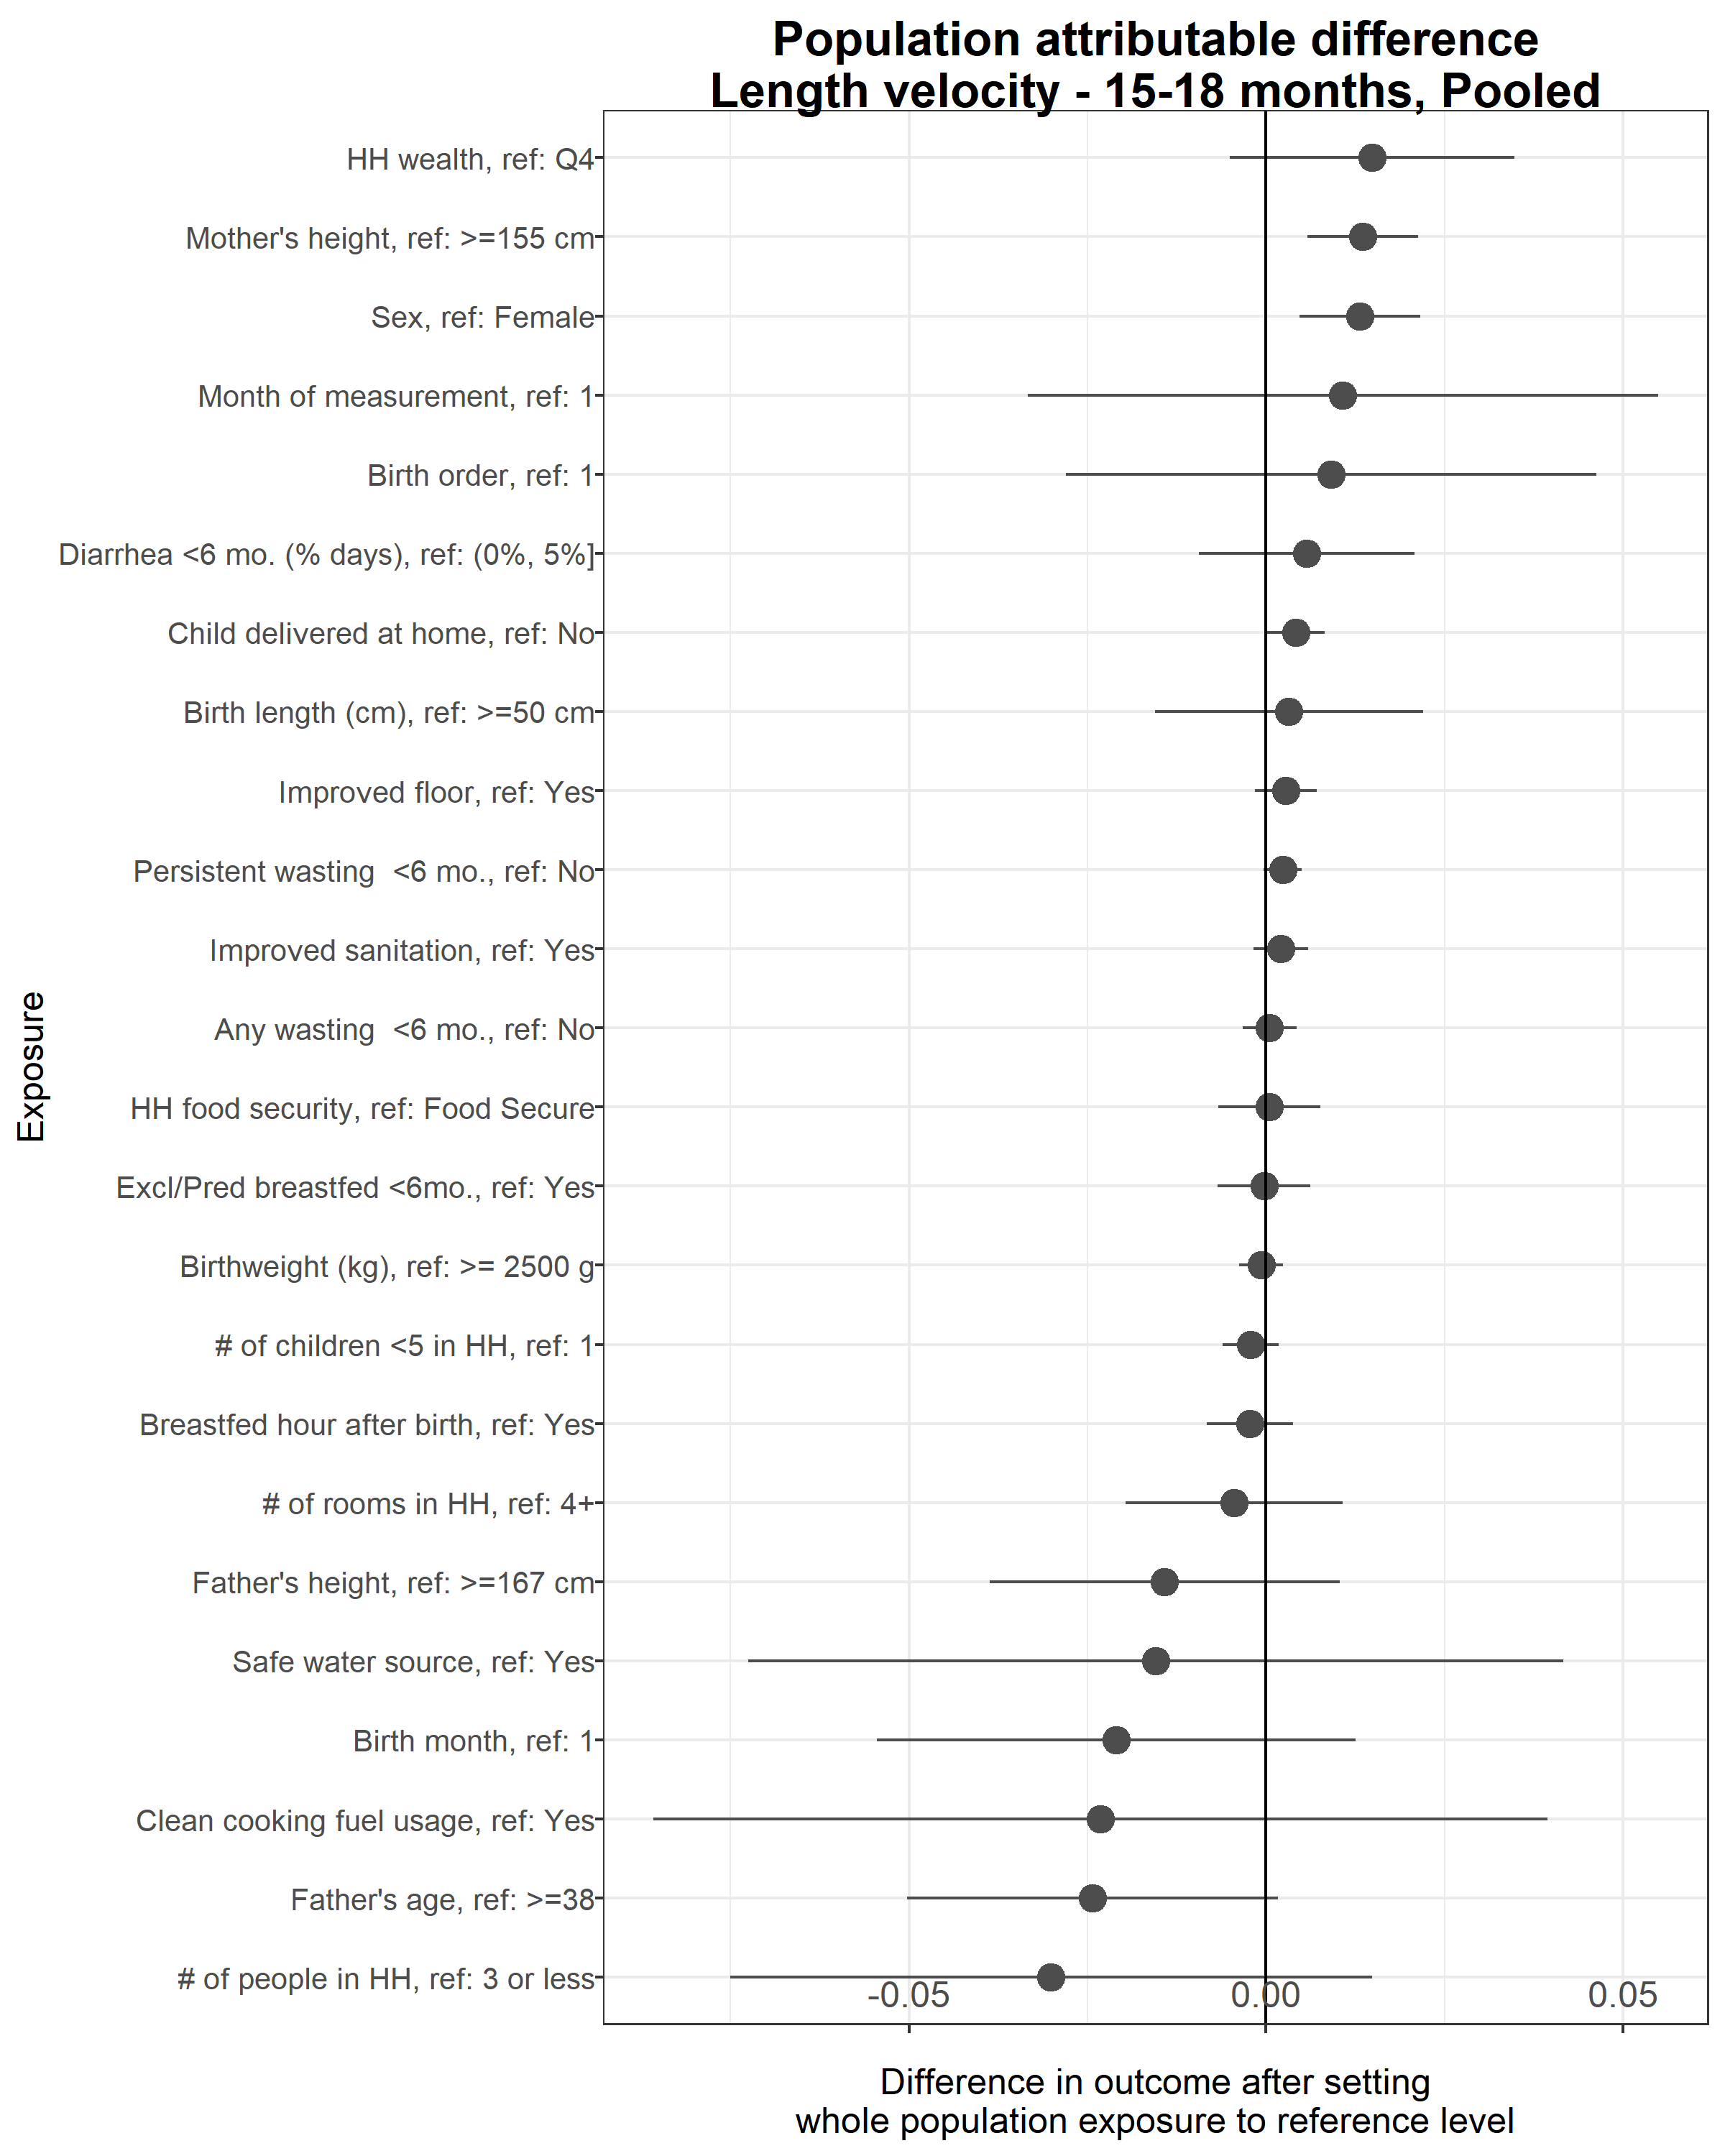 Population attributable difference
Length velocity - 15-18 months, Pooled
HH wealth, ref: Q4
Mother's height, ref: >=155 cm
Sex, ref: Female
Month of measurement, ref: 1
Birth order, ref: 1
Diarrhea <6 mo. (% days), ref: (0%, 5%]
Child delivered at home, ref: No
Birth length (cm), ref: >=50 cm
Improved floor, ref: Yes
Persistent wasting  <6 mo., ref: No
Improved sanitation, ref: Yes
Any wasting  <6 mo., ref: No
HH food security, ref: Food Secure
Excl/Pred breastfed <6mo., ref: Yes
Birthweight (kg), ref: >= 2500 g
# of children <5 in HH, ref: 1
Breastfed hour after birth, ref: Yes
# of rooms in HH, ref: 4+
Father's height, ref: >=167 cm
Safe water source, ref: Yes
Birth month, ref: 1
Clean cooking fuel usage, ref: Yes
Father's age, ref: >=38
# of people in HH, ref: 3 or less
Exposure
-0.05 0.00 0.05
Difference in outcome after setting
whole population exposure to reference level